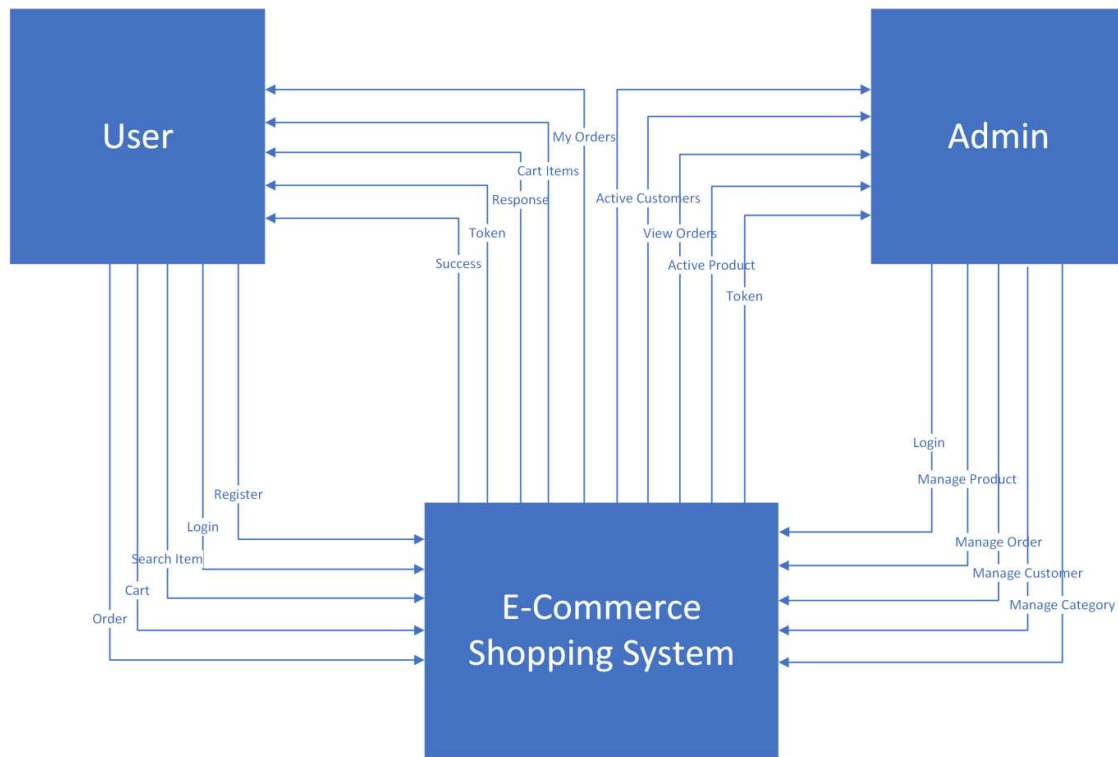 User
Admin
My Orders
Cart Items
Response
Token
Success
Active Customers
View Orders
Active Product
Token
Register
Login
Search Item
Cart
Order
Login
Manage Product
Manage Order
Manage Customer
Manage Category
E-Commerce
Shopping System